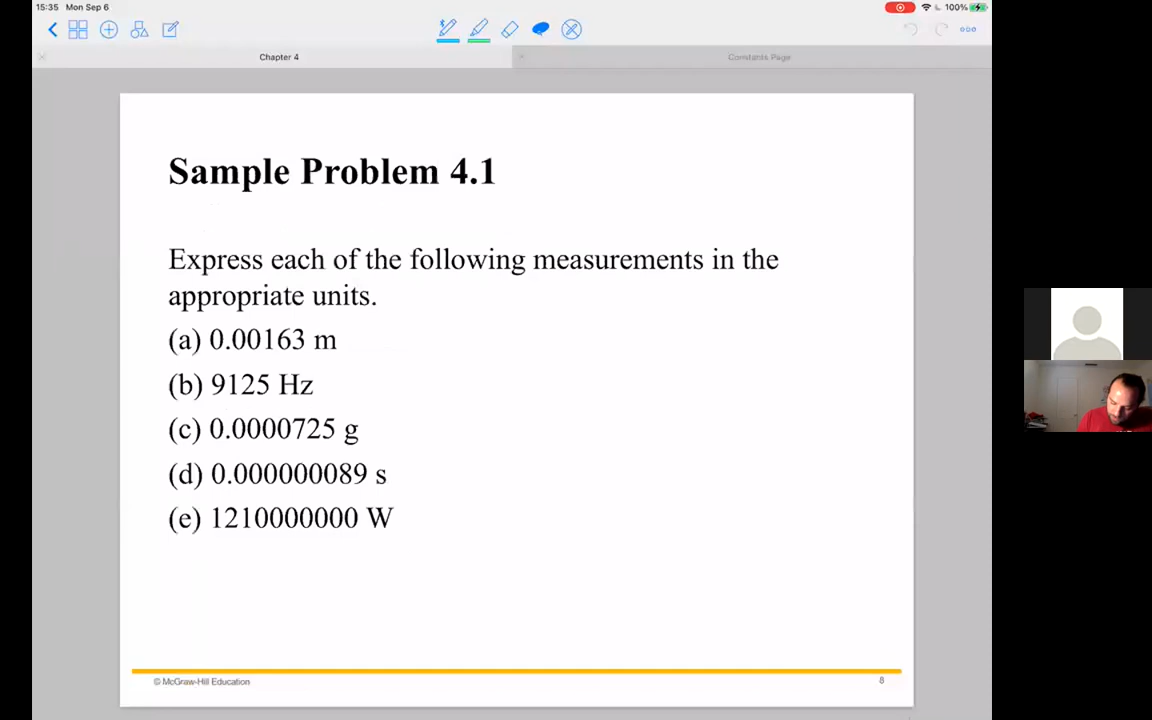 15:35 Mon Sep 6
100%
Chapter 4
Constants Page
Sample Problem 4.1
Express each of the following measurements in the
appropriate units.
(a) 0.00163 m
(b) 9125 Hz
(c) 0.0000725 g
(d) 0.000000089 s
(e) 1210000000 W
© McGraw-Hill Education
8